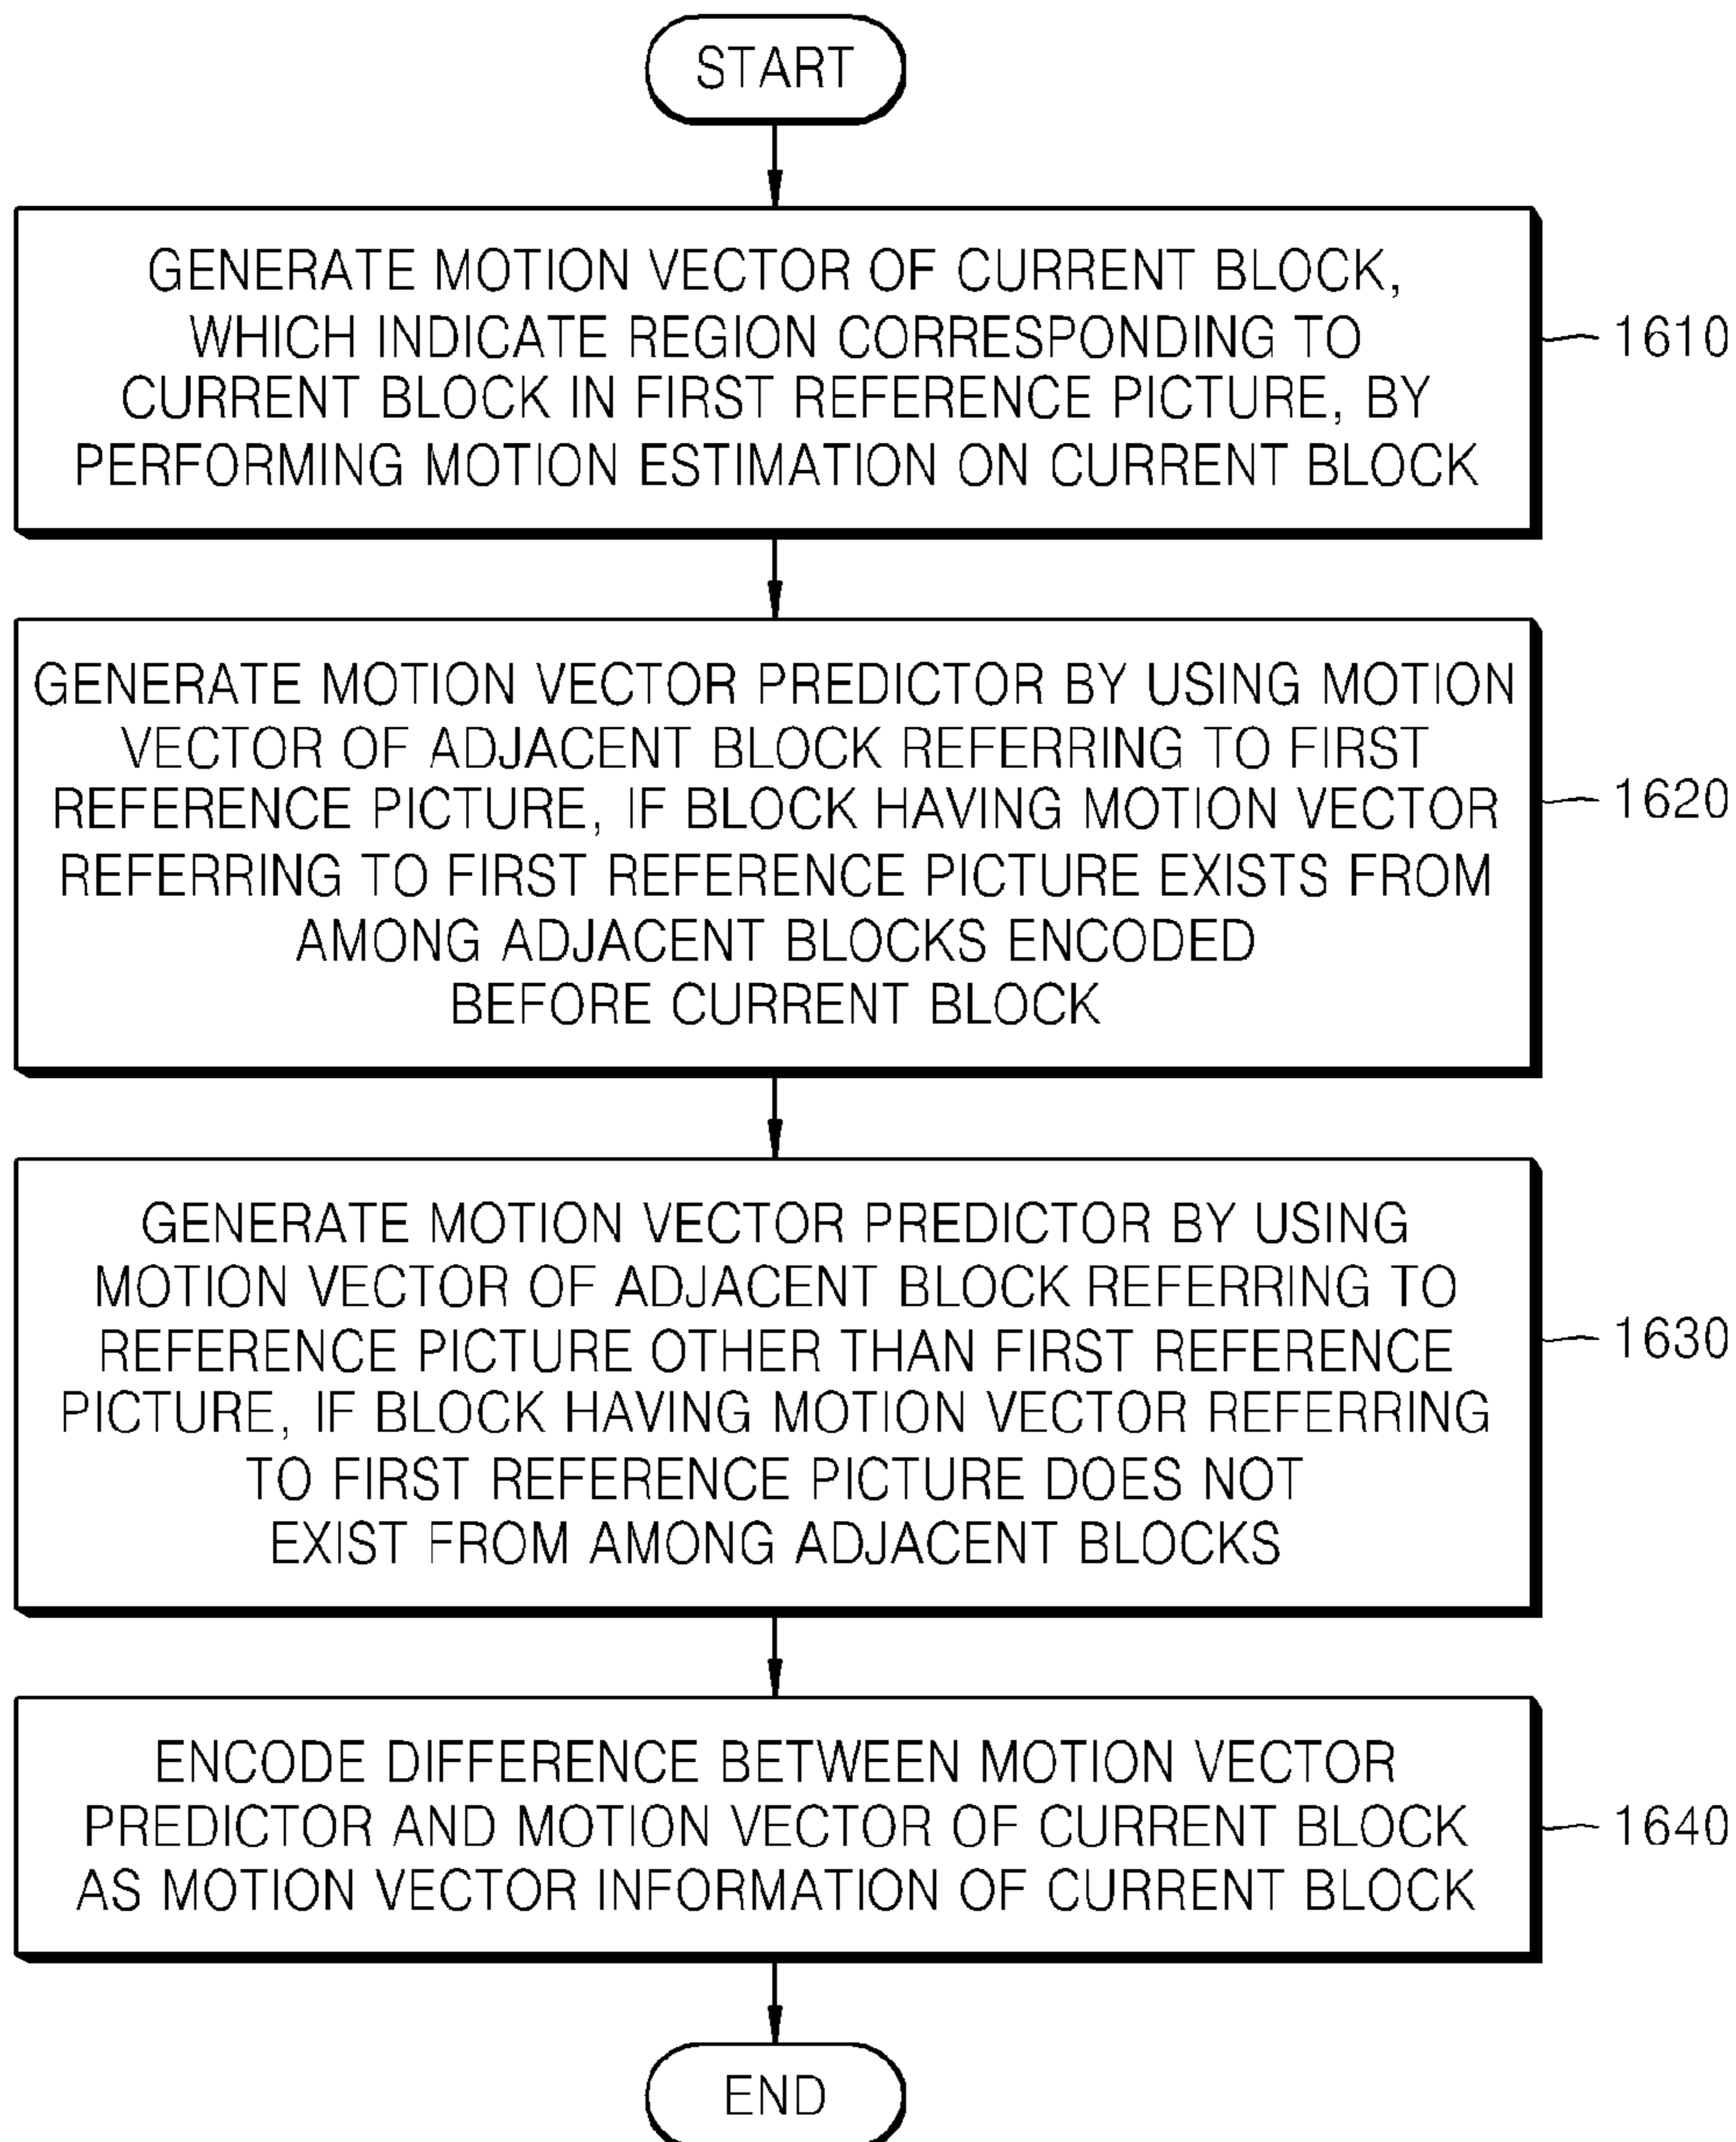 START
GENERATE MOTION VECTOR OF CURRENT BLOCK,
WHICH INDICATE REGION CORRESPONDING TO
CURRENT BLOCK IN FIRST REFERENCE PICTURE, BY
PERFORMING MOTION ESTIMATION ON CURRENT BLOCK
1610
GENERATE MOTION VECTOR PREDICTOR BY USING MOTION
VECTOR OF ADJACENT BLOCK REFERRING TO FIRST
REFERENCE PICTURE, IF BLOCK HAVING MOTION VECTOR
REFERRING TO FIRST REFERENCE PICTURE EXISTS FROM
AMONG ADJACENT BLOCKS ENCODED
BEFORE CURRENT BLOCK
1620
GENERATE MOTION VECTOR PREDICTOR BY USING
MOTION VECTOR OF ADJACENT BLOCK REFERRING TO
REFERENCE PICTURE OTHER THAN FIRST REFERENCE
PICTURE, IF BLOCK HAVING MOTION VECTOR REFERRING
TO FIRST REFERENCE PICTURE DOES NOT
EXIST FROM AMONG ADJACENT BLOCKS
1630
ENCODE DIFFERENCE BETWEEN MOTION VECTOR
PREDICTOR AND MOTION VECTOR OF CURRENT BLOCK
AS MOTION VECTOR INFORMATION OF CURRENT BLOCK
1640
END